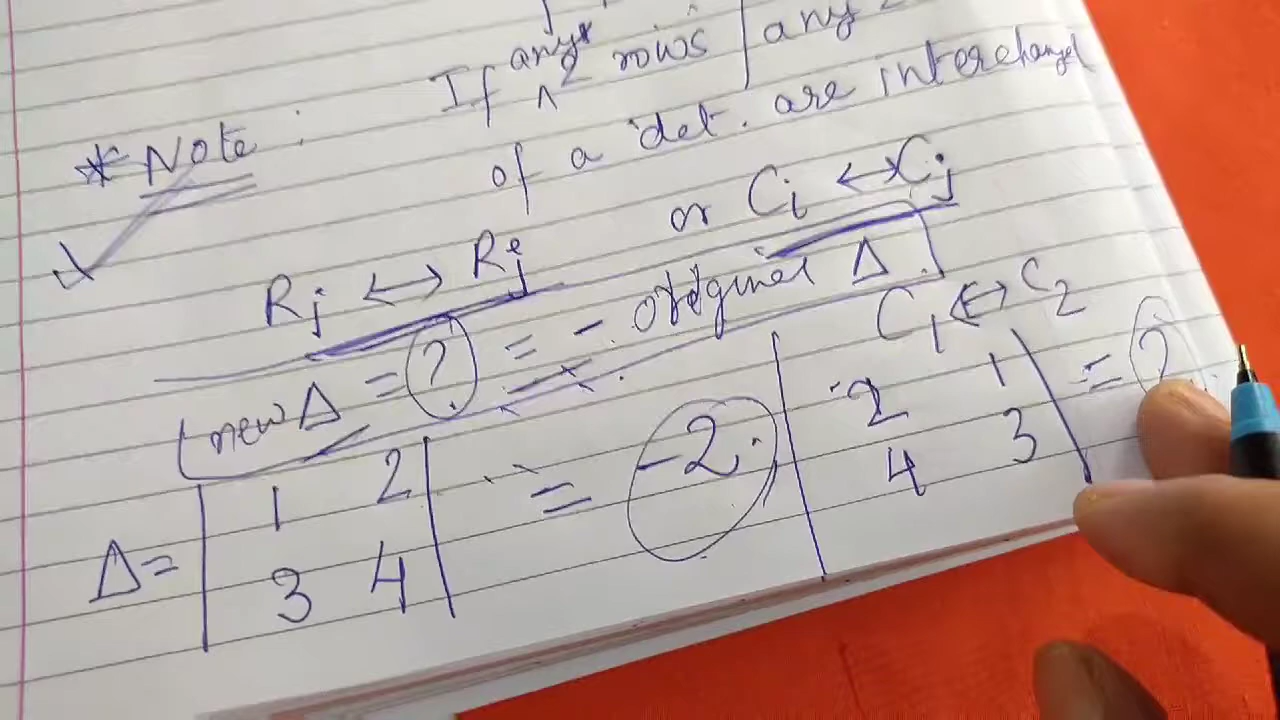 If any 2 rows | any 2
* Note : of a det. are interchanged
Rj ↔ Rj or Ci ↔ Cj
new Δ = ? = - original Δ.
C1 ↔ C2
Δ = | 1 2 | = -2. | 2 1 | = ?
| 3 4 | | 4 3 |